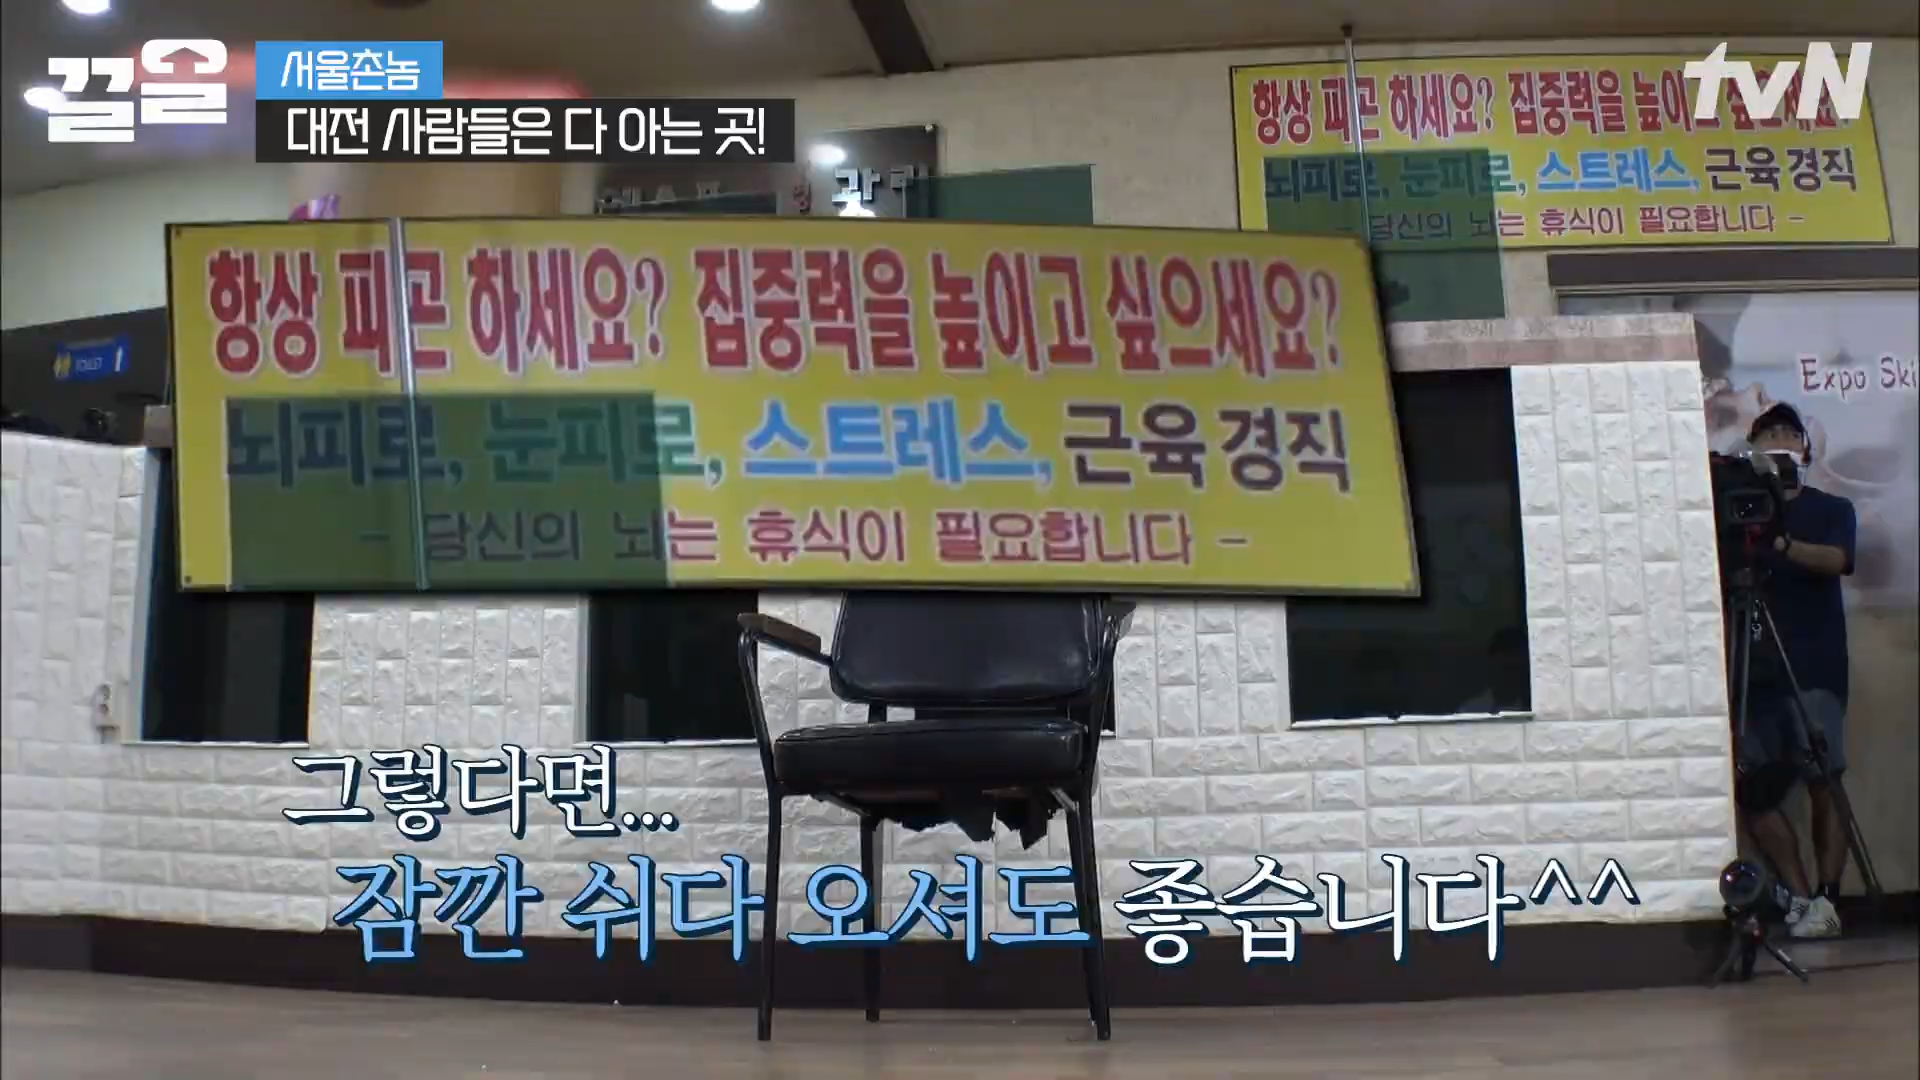 끌올
서울촌놈
대전 사람들은 다 아는 곳!
tvN
항상 피곤 하세요? 집중력을 높이고 싶으세요?
뇌피로, 눈피로, 스트레스, 근육경직
- 당신의 뇌는 휴식이 필요합니다 -
항상 피곤 하세요? 집중력을 높이고 싶으세요?
뇌피로, 눈피로, 스트레스, 근육경직
- 당신의 뇌는 휴식이 필요합니다 -
TOILET
Expo Ski
그렇다면...
잠깐 쉬다 오셔도 좋습니다^^